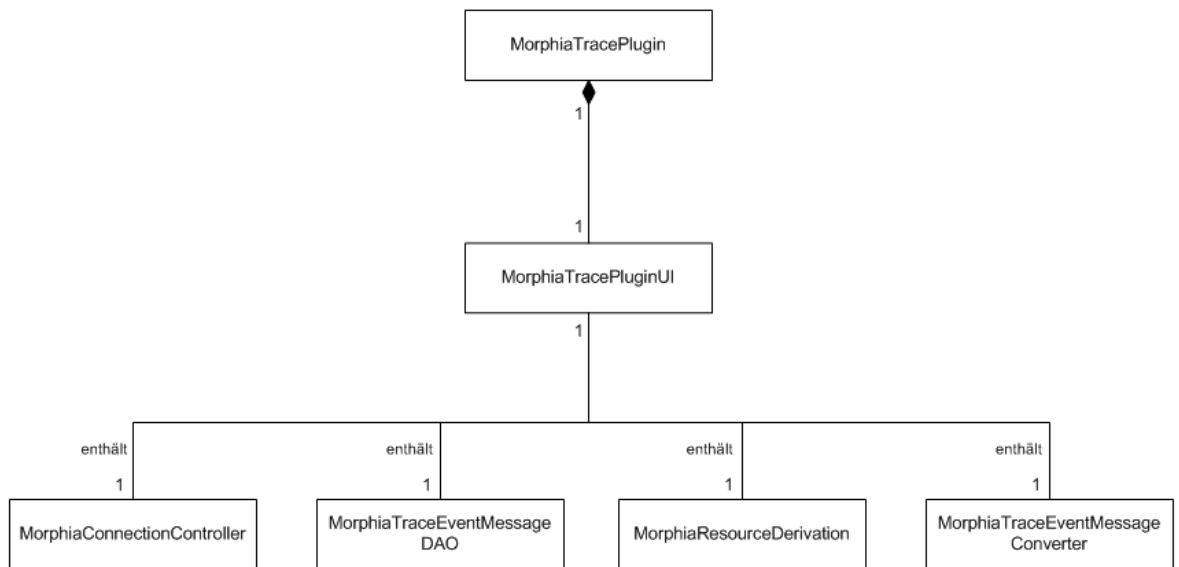 MorphiaTracePlugin
1
1
MorphiaTracePluginUI
1
enthält
enthält
enthält
enthält
1
1
1
1
MorphiaConnectionController
MorphiaTraceEventMessage
DAO
MorphiaResourceDerivation
MorphiaTraceEventMessage
Converter